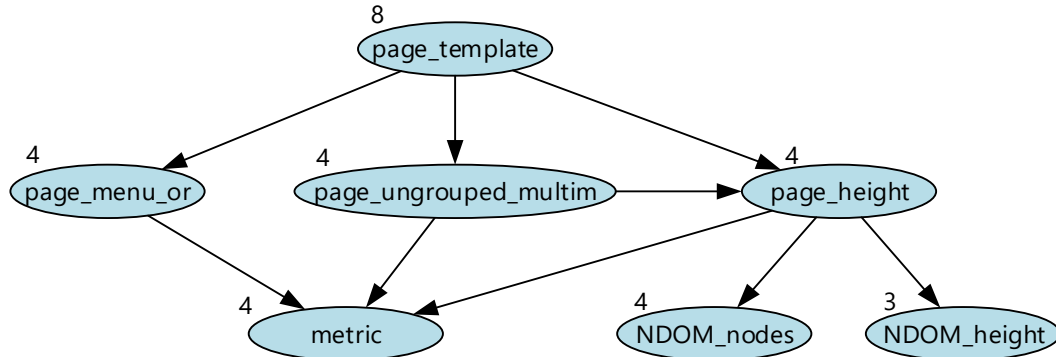 8
page_template
4
page_menu_or
4
page_ungrouped_multim
4
page_height
4
metric
4
NDOM_nodes
3
NDOM_height